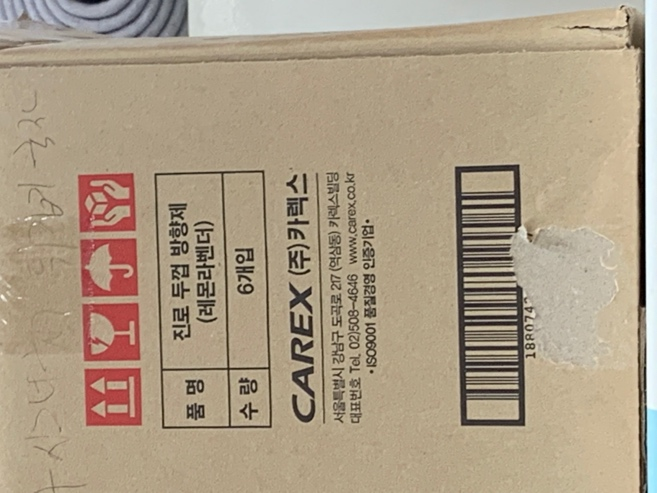 품 명
진로 두껍 방향제
(레몬라벤더)
수 량
6개입
CAREX (주)카렉스
서울특별시 강남구 도곡로 217 (역삼동) 카렉스빌딩
대표번호 Tel. 02)508-4646 www.carex.co.kr
• ISO9001 품질경영 인증기업 •